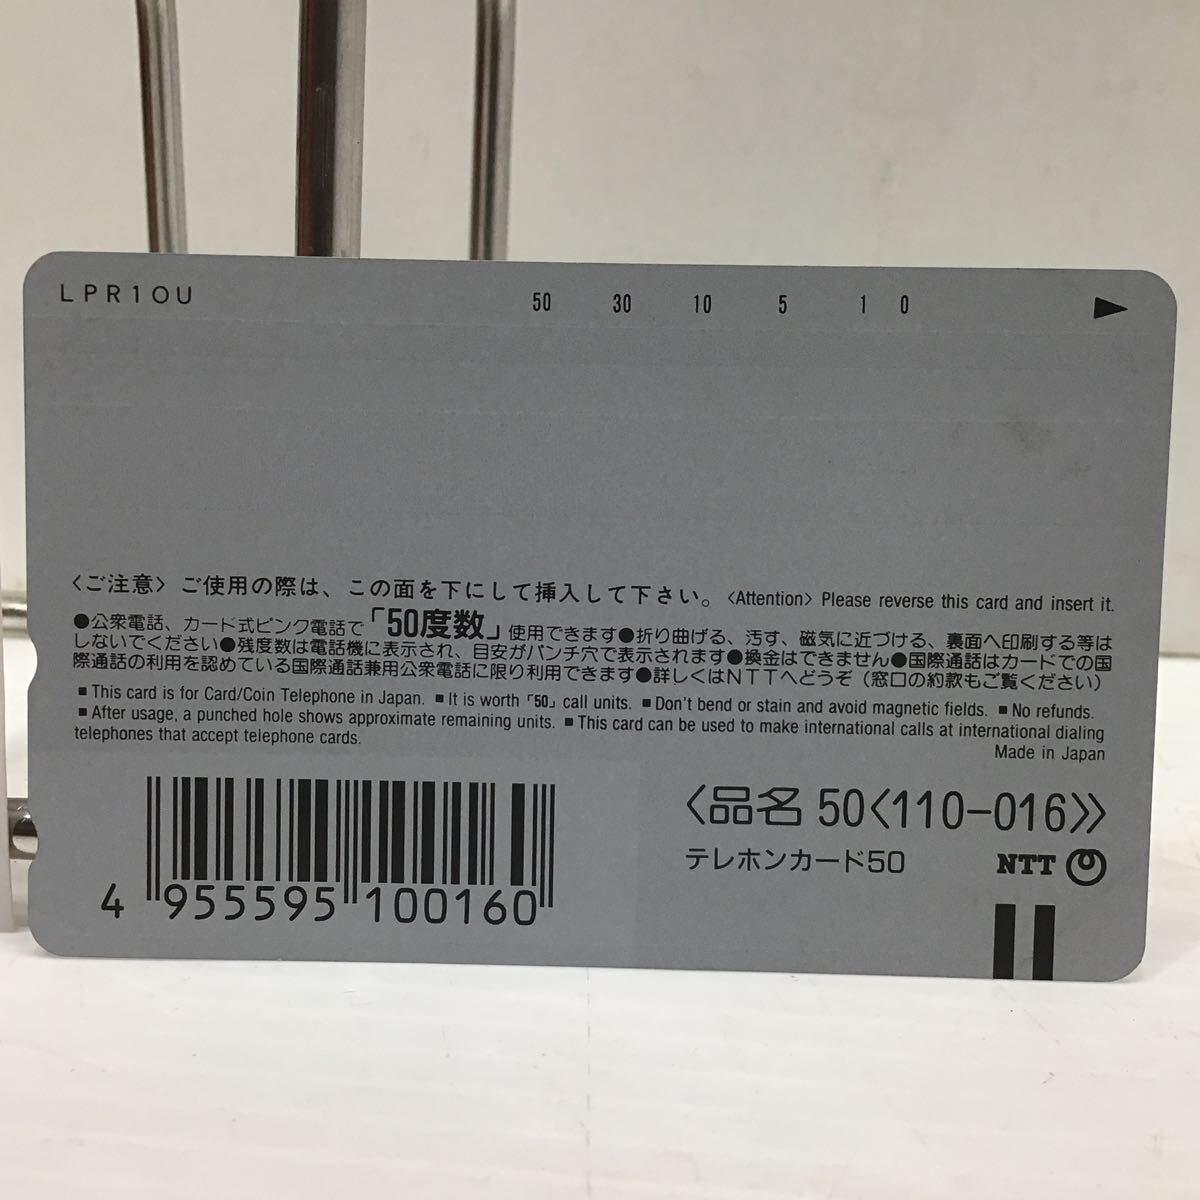 LPR10U
50 30 10 5 1 0
〈ご注意〉ご使用の際は、この面を下にして挿入して下さい。〈Attention〉Please reverse this card and insert it.
●公衆電話、カード式ピンク電話で「50度数」使用できます●折り曲げる、汚す、磁気に近づける、裏面へ印刷する等は
しないでください●残度数は電話機に表示され、目安がパンチ穴で表示されます●換金はできません●国際通話はカードでの国
際通話の利用を認めている国際通話兼用公衆電話に限り利用できます●詳しくはNTTへどうぞ（窓口の約款もご覧ください）
■This card is for Card/Coin Telephone in Japan. ■It is worth「50」call units. ■Don't bend or stain and avoid magnetic fields. ■No refunds.
■After usage, a punched hole shows approximate remaining units. ■This card can be used to make international calls at international dialing
telephones that accept telephone cards.
Made in Japan
〈品名 50〈110-016〉〉
テレホンカード50 NTT
4 955595 100160